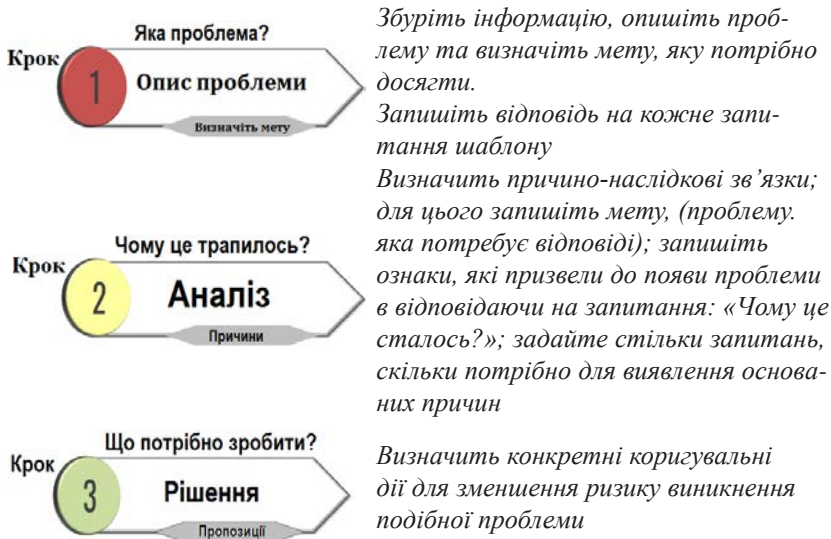 Яка проблема?
Крок
1
Опис проблеми
Визначіть мету
Збуріть інформацію, опишіть проб-
лему та визначіть мету, яку потрібно
досягти.
Запишіть відповідь на кожне запи-
тання шаблону
Чому це трапилось?
Крок
2
Аналіз
Причини
Визначить причино-наслідкові зв’язки;
для цього запишіть мету, (проблему.
яка потребує відповіді); запишіть
ознаки, які призвели до появи проблеми
в відповідаючи на запитання: «Чому це
сталось?»; задайте стільки запитань,
скільки потрібно для виявлення основа-
них причин
Що потрібно зробити?
Крок
3
Рішення
Пропозиції
Визначить конкретні коригувальні
дії для зменшення ризику виникнення
подібної проблеми